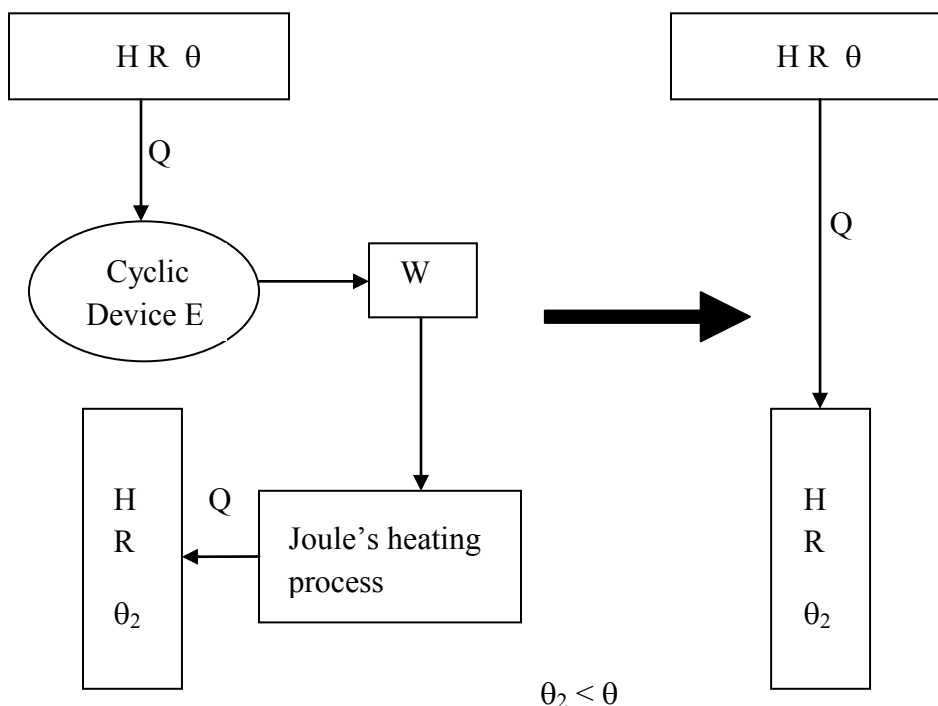 H R θ
Q
Cyclic
Device E
W
H
R
θ₂
Q
Joule’s heating
process
H R θ
Q
H
R
θ₂
θ₂ < θ